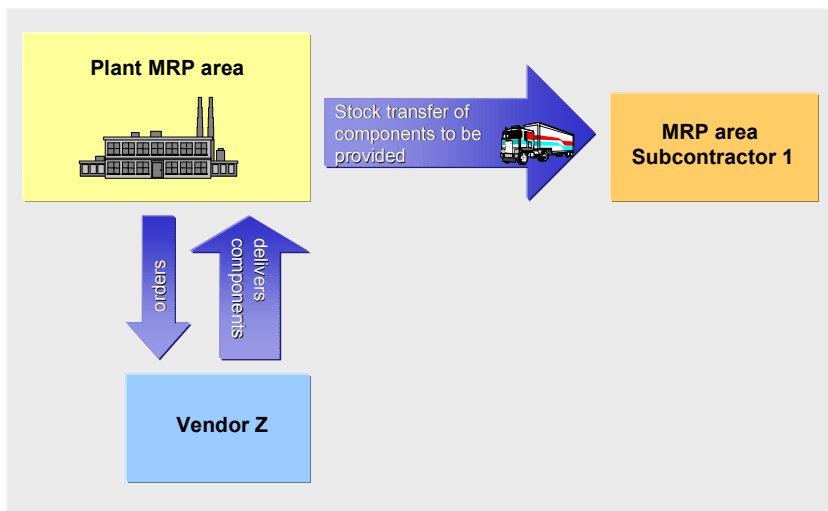 Plant MRP area
Stock transfer of
components to be
provided
MRP area
Subcontractor 1
orders
delivers
components
Vendor Z